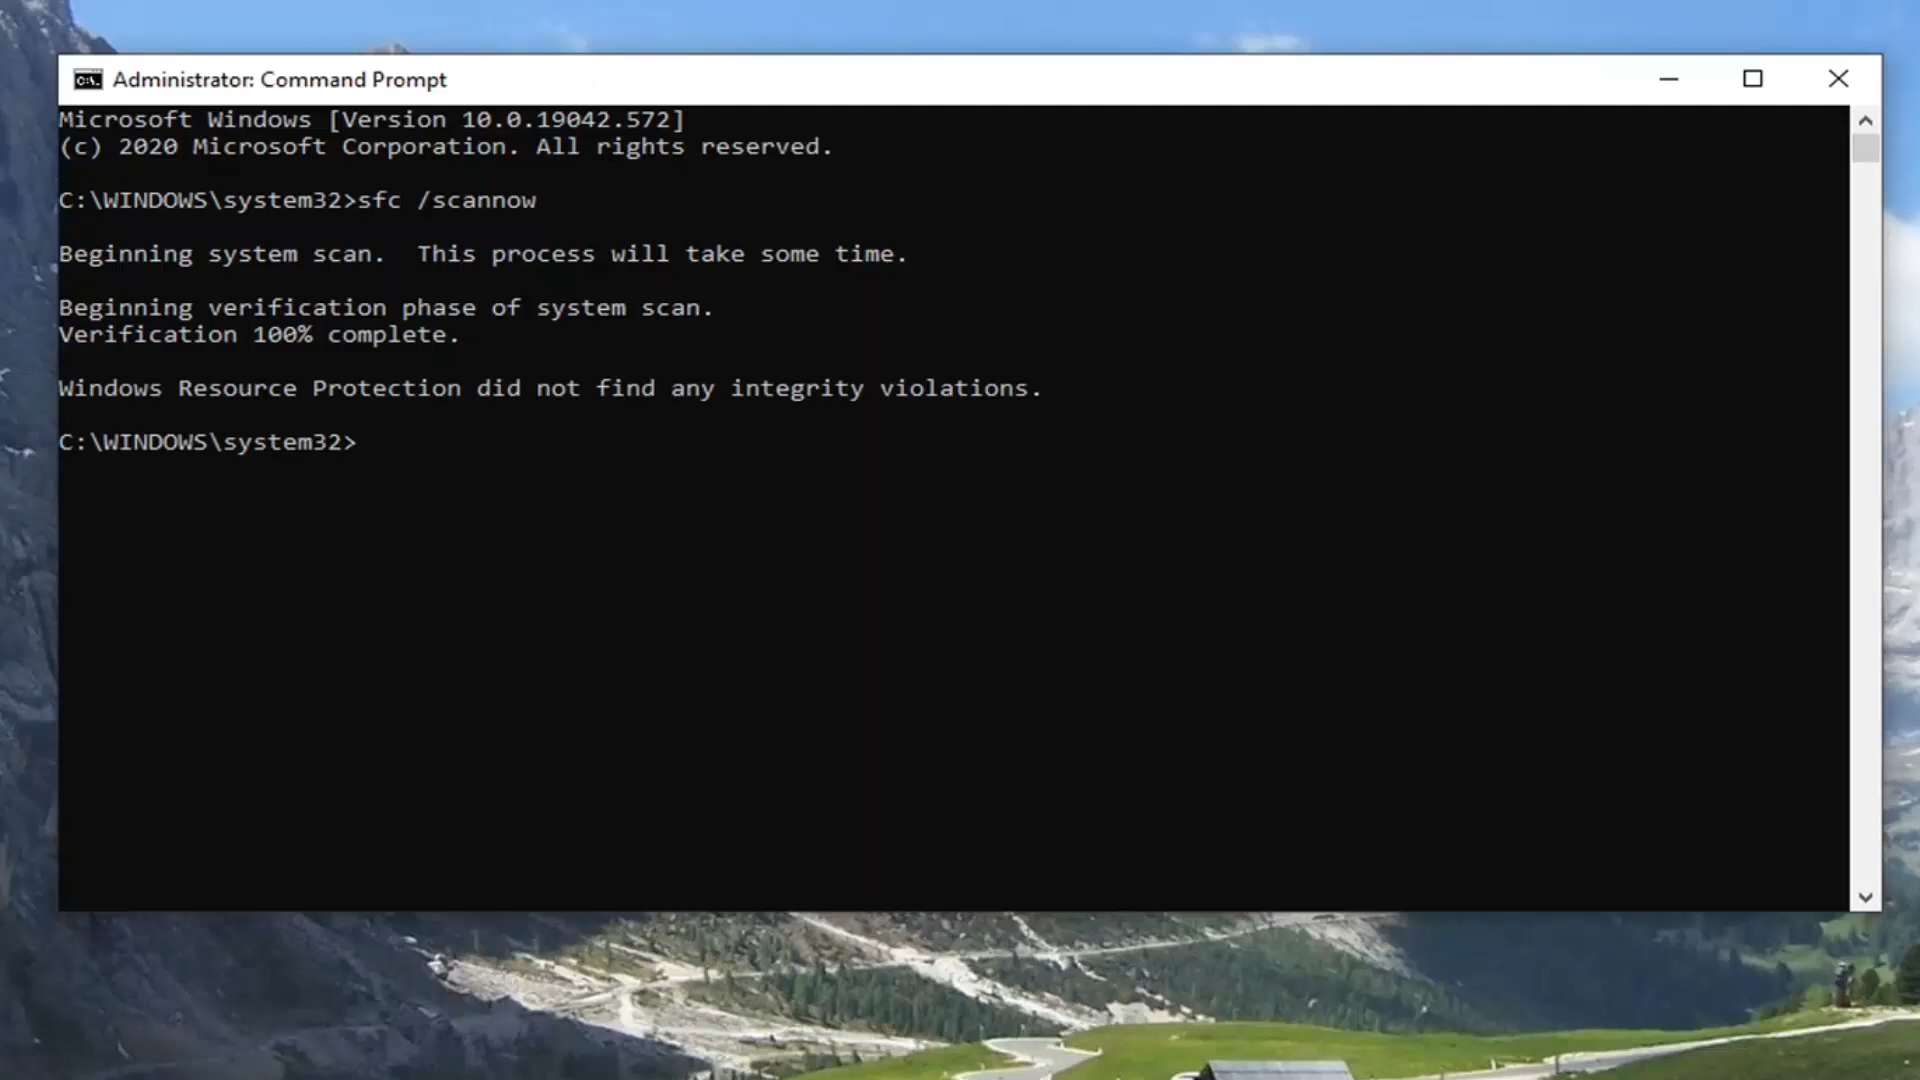 Administrator: Command Prompt
Microsoft Windows [Version 10.0.19042.572]
(c) 2020 Microsoft Corporation. All rights reserved.
C:\WINDOWS\system32>sfc /scannow
Beginning system scan.  This process will take some time.
Beginning verification phase of system scan.
Verification 100% complete.
Windows Resource Protection did not find any integrity violations.
C:\WINDOWS\system32>